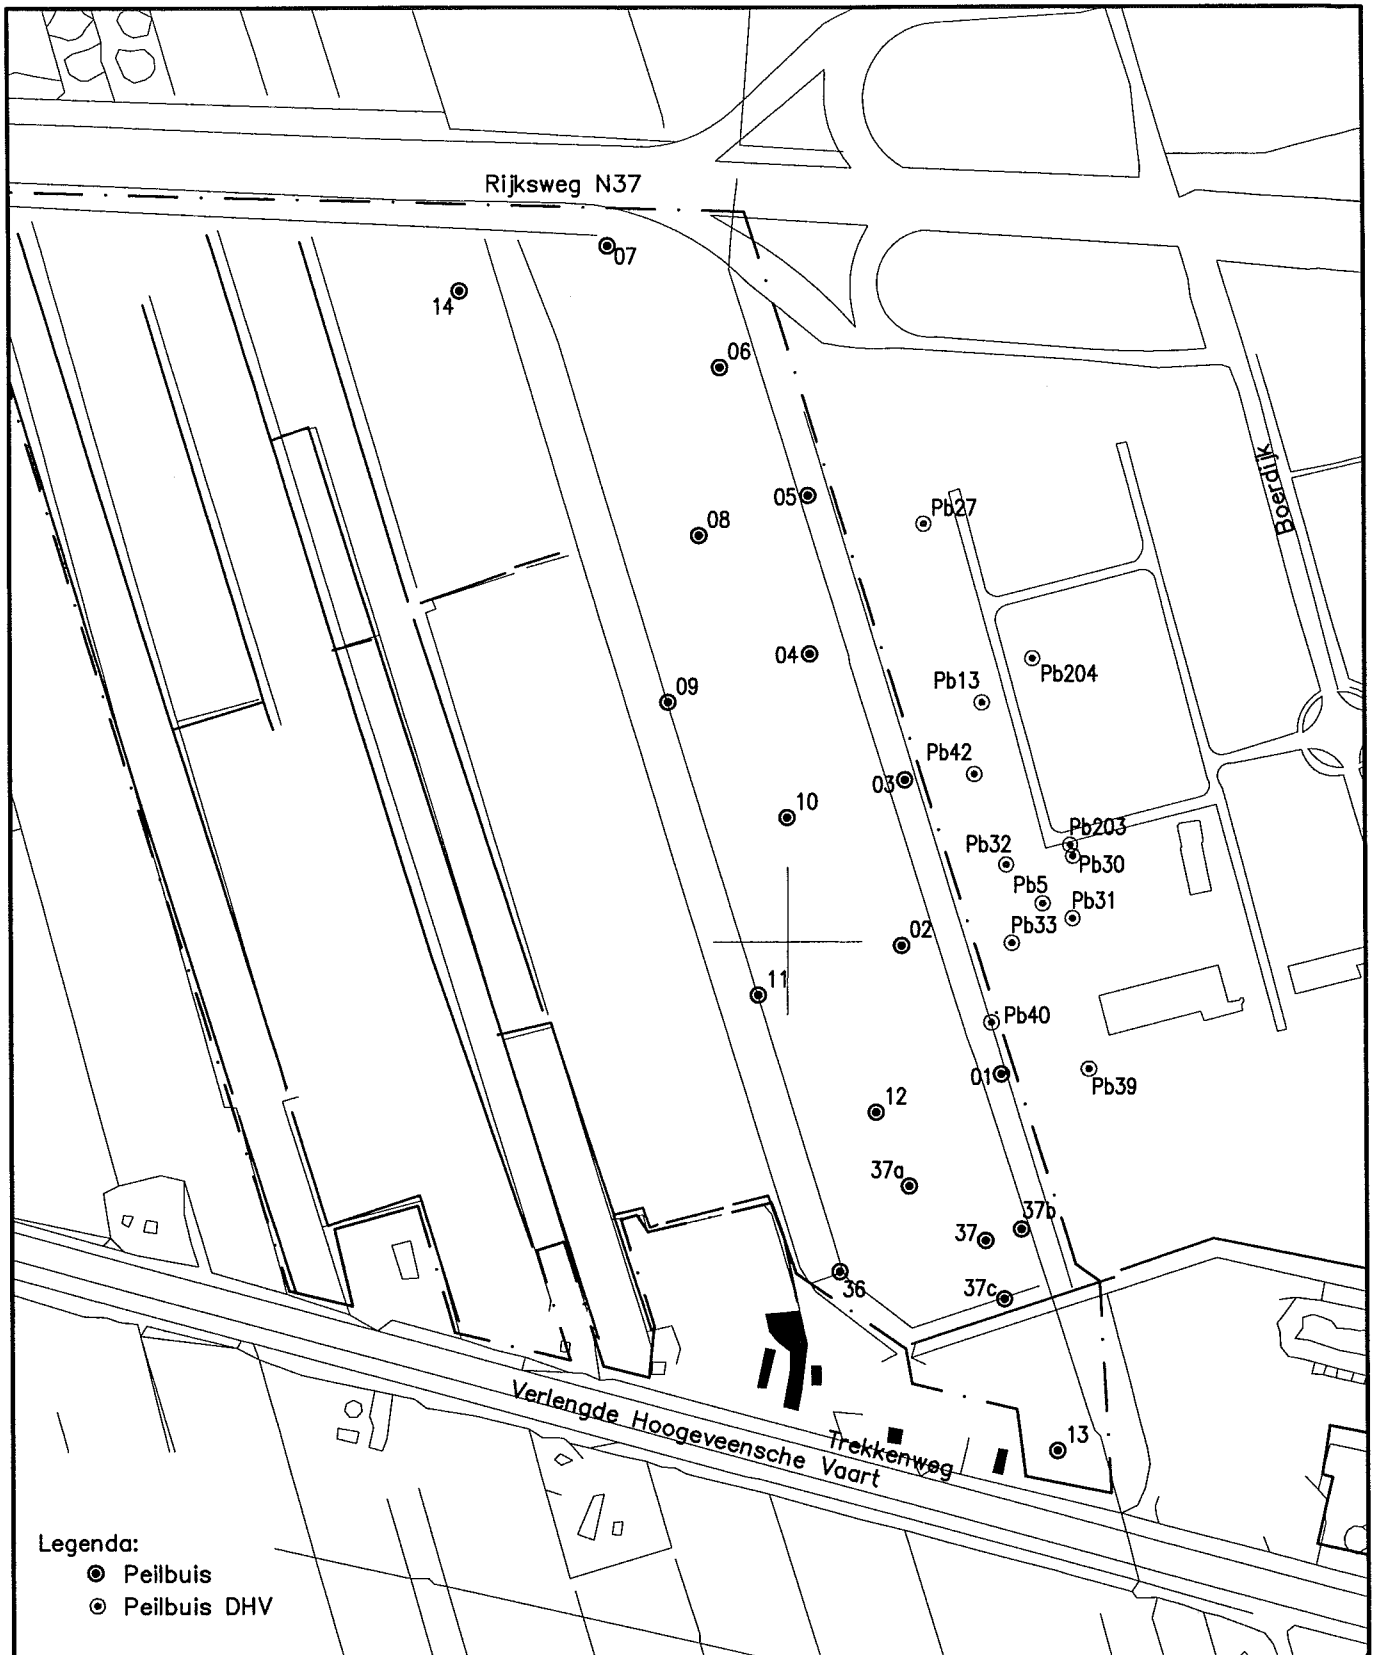 Rijksweg N37
07
14
06
Boerdijk
05
Pb27
08
04
Pb204
Pb13
09
Pb42
03
10
Pb203
Pb32
Pb30
Pb5
Pb31
Pb33
02
11
Pb40
01
Pb39
12
37a
37b
37
36
37c
Verlengde Hoogeveensche Vaart
Trekkenweg
13
Legenda:
Peilbuis
Peilbuis DHV